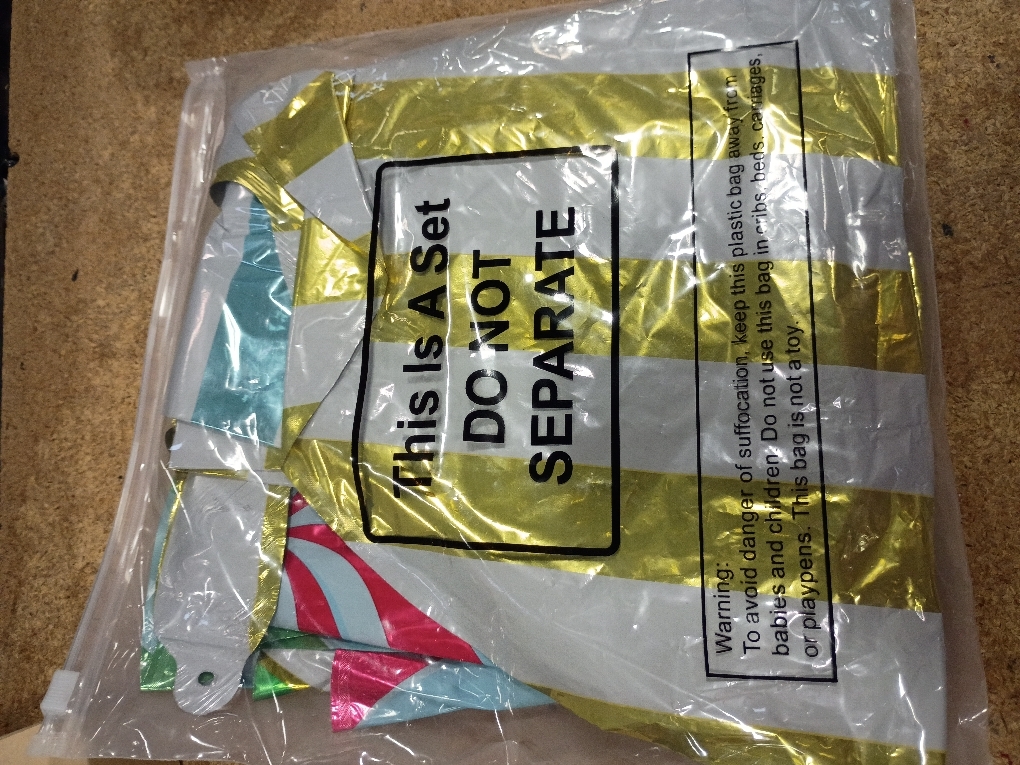 This Is A Set
DO NOT
SEPARATE
Warning:
To avoid danger of suffocation, keep this plastic bag away from
babies and children. Do not use this bag in cribs, beds, carriages,
or playpens. This bag is not a toy.